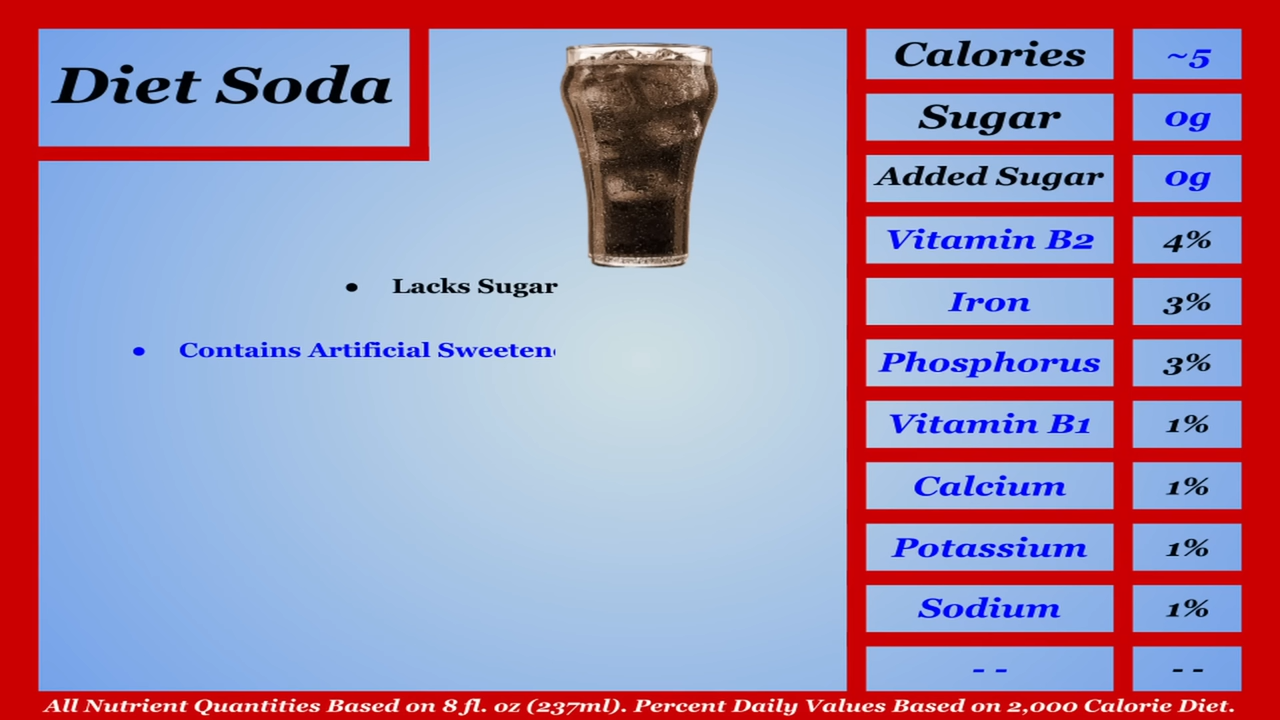 Diet Soda
• Lacks Sugar
• Contains Artificial
Calories ~5
Sugar 0g
Added Sugar 0g
Vitamin B2 4%
Iron 3%
Phosphorus 3%
Vitamin B1 1%
Calcium 1%
Potassium 1%
Sodium 1%
- - - -
All Nutrient Quantities Based on 8 fl. oz (237ml). Percent Daily Values Based on 2,000 Calorie Diet.